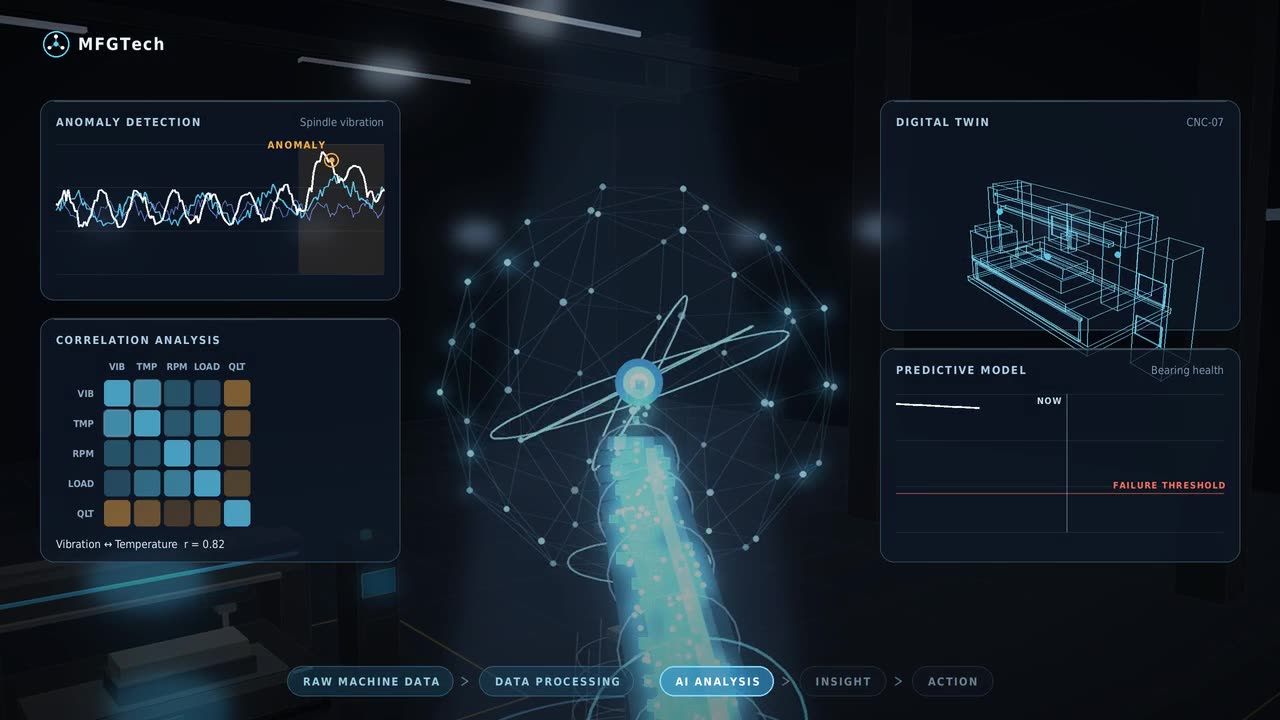 MFGTech
ANOMALY DETECTION
Spindle vibration
ANOMALY
CORRELATION ANALYSIS
VIB TMP RPM LOAD QLT
VIB
TMP
RPM
LOAD
QLT
Vibration ↔ Temperature r = 0.82
DIGITAL TWIN
CNC-07
PREDICTIVE MODEL
Bearing health
NOW
FAILURE THRESHOLD
RAW MACHINE DATA > DATA PROCESSING > AI ANALYSIS > INSIGHT > ACTION